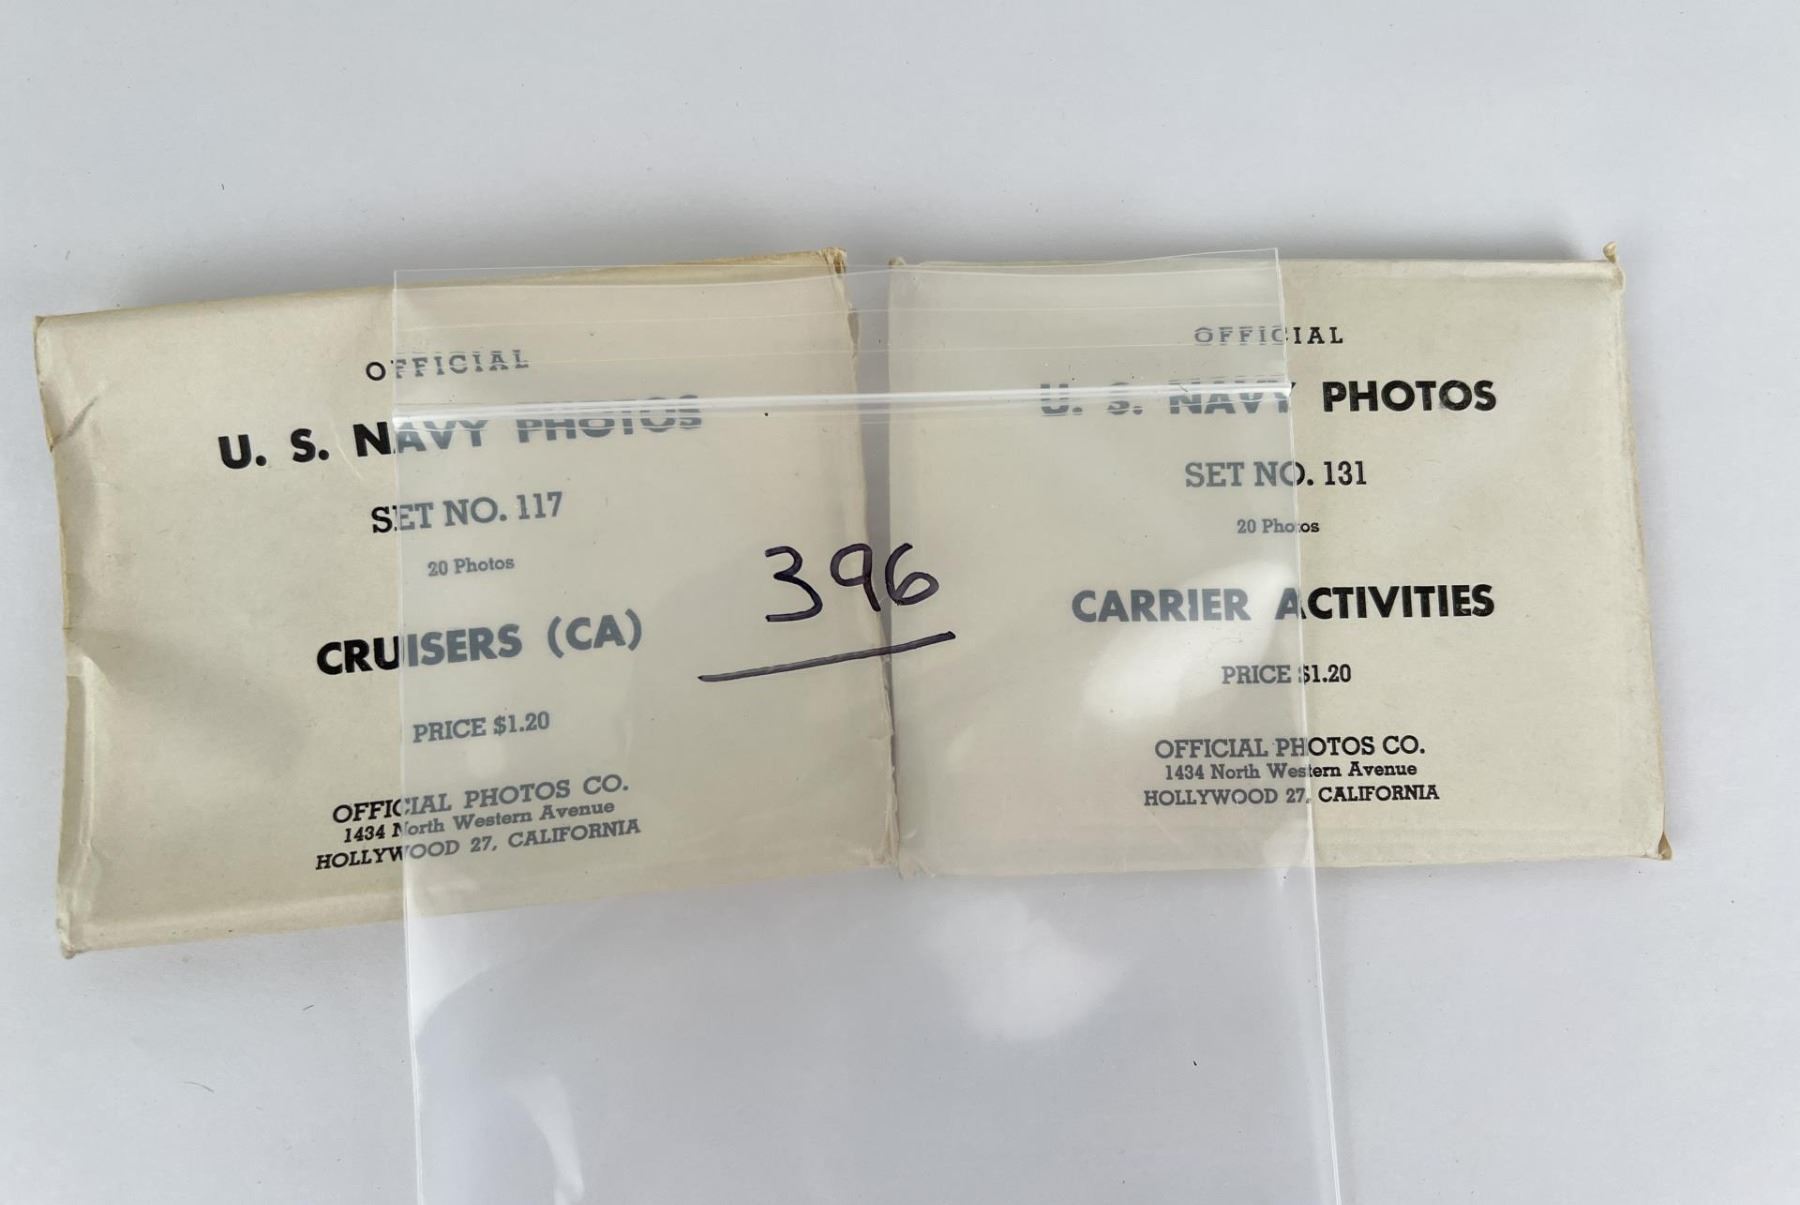 OFFICIAL
U. S. NAVY PHOTOS
SET NO. 117
20 Photos
CRUISERS (CA)
PRICE $1.20
OFFICIAL PHOTOS CO.
1434 North Western Avenue
HOLLYWOOD 27, CALIFORNIA
396
OFFICIAL
U. S. NAVY PHOTOS
SET NO. 131
20 Photos
CARRIER ACTIVITIES
PRICE $1.20
OFFICIAL PHOTOS CO.
1434 North Western Avenue
HOLLYWOOD 27, CALIFORNIA